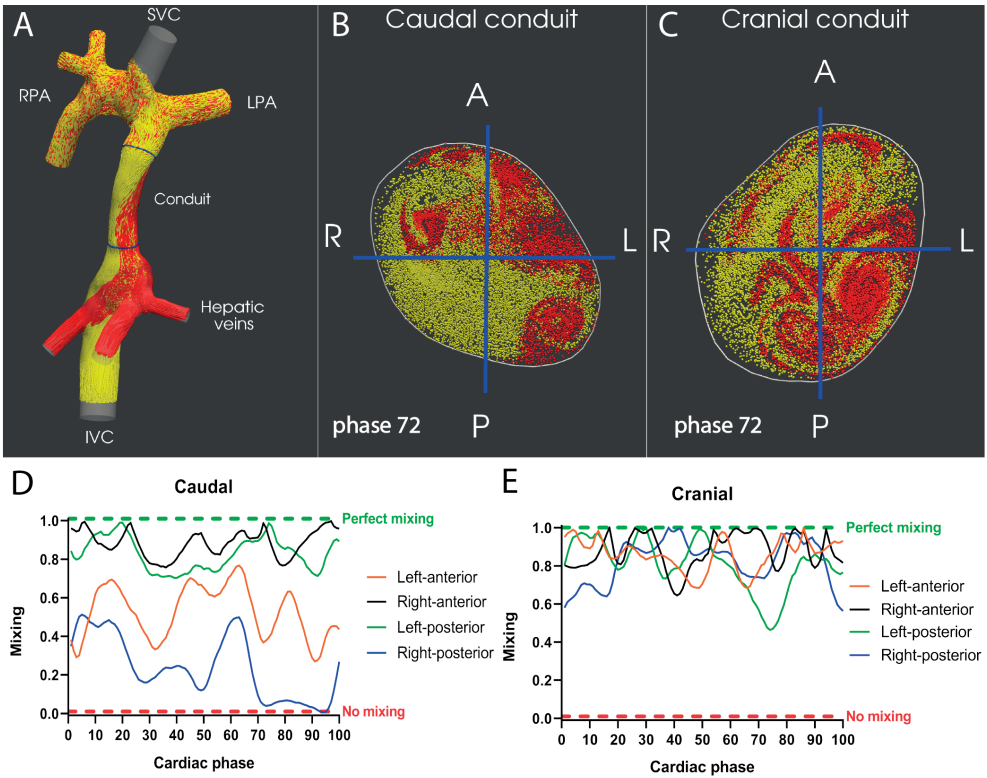 A
SVC
RPA
LPA
Conduit
Hepatic
veins
IVC
B
Caudal conduit
A
R
L
phase 72
P
C
Cranial conduit
A
R
L
phase 72
P
D
Caudal
Mixing
1.0
0.8
0.6
0.4
0.2
0.0
Perfect mixing
Left-anterior
Right-anterior
Left-posterior
Right-posterior
No mixing
0 10 20 30 40 50 60 70 80 90 100
Cardiac phase
E
Cranial
Mixing
1.0
0.8
0.6
0.4
0.2
0.0
Perfect mixing
Left-anterior
Right-anterior
Left-posterior
Right-posterior
No mixing
0 10 20 30 40 50 60 70 80 90 100
Cardiac phase